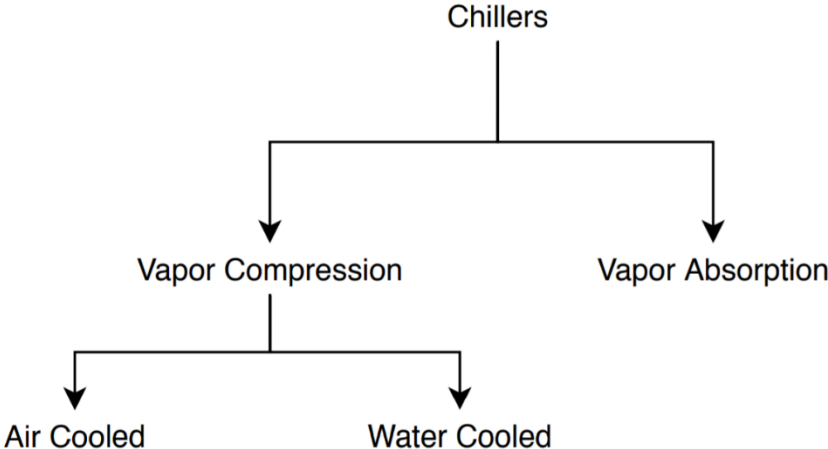 Chillers
Vapor Compression
Vapor Absorption
Air Cooled
Water Cooled